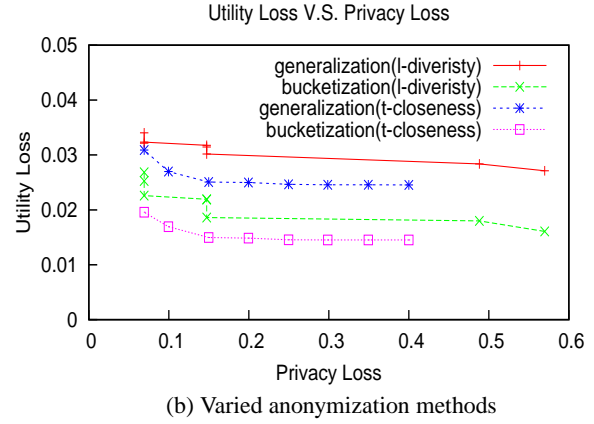 Utility Loss V.S. Privacy Loss
0.05
0.04
0.03
0.02
0.01
0
Utility Loss
generalization(l-diveristy)
bucketization(l-diveristy)
generalization(t-closeness)
bucketization(t-closeness)
0 0.1 0.2 0.3 0.4 0.5 0.6
Privacy Loss
(b) Varied anonymization methods